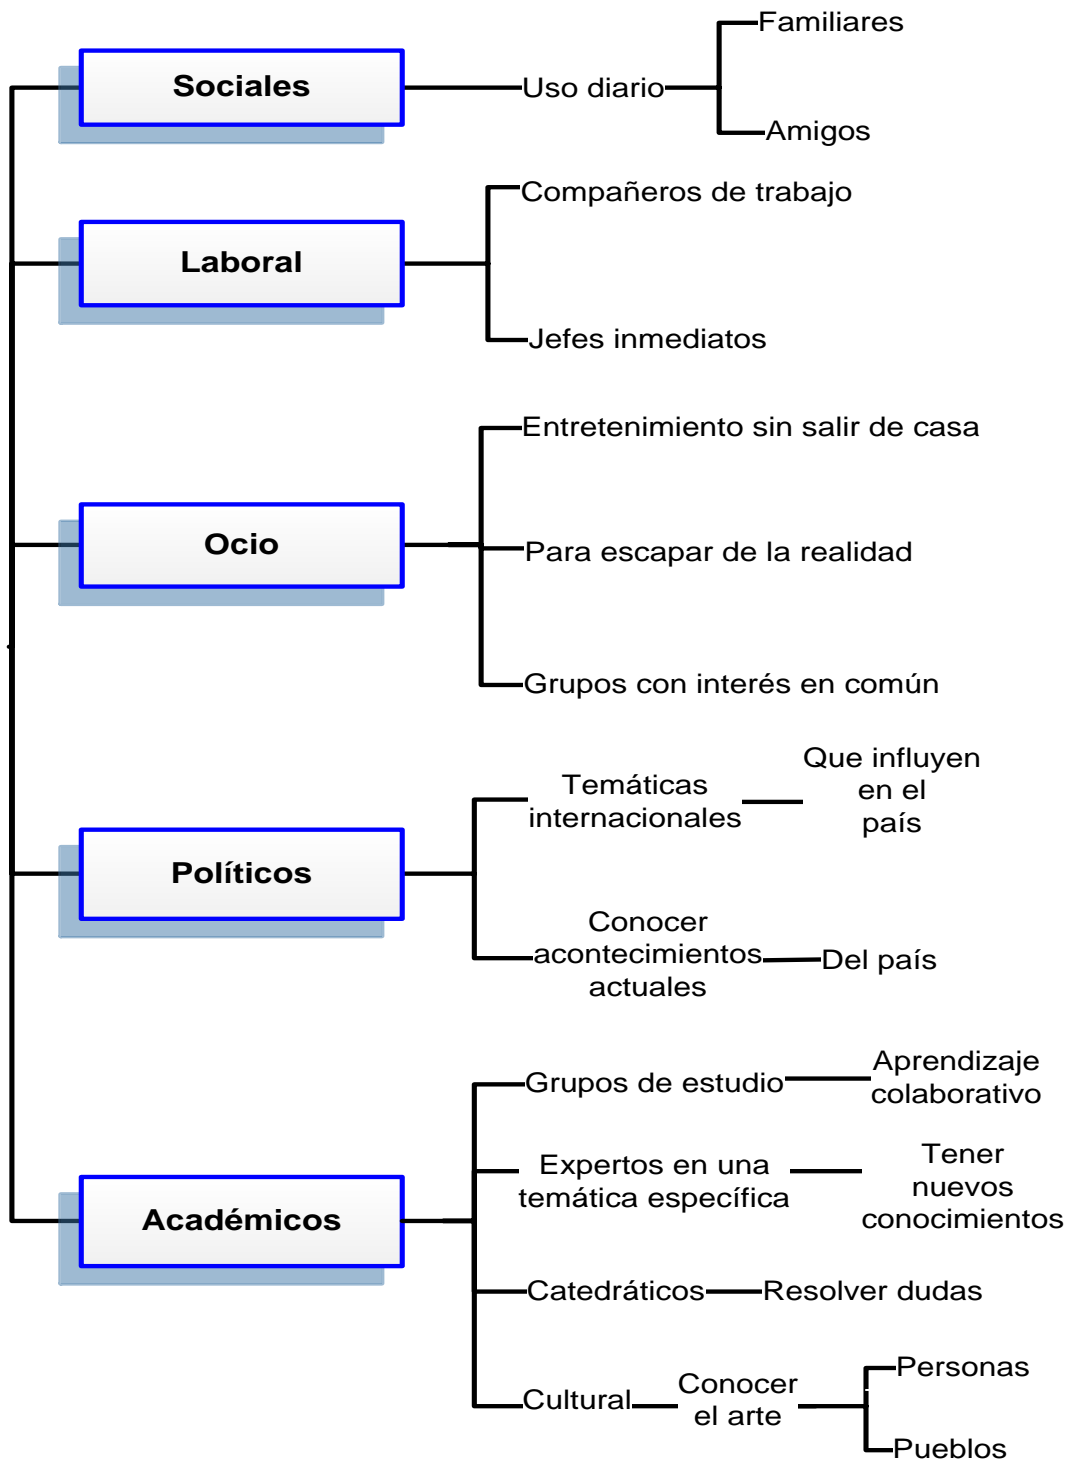 Sociales
Uso diario
Familiares
Amigos
Laboral
Compañeros de trabajo
Jefes inmediatos
Ocio
Entretenimiento sin salir de casa
Para escapar de la realidad
Grupos con interés en común
Políticos
Temáticas
internacionales
Que influyen
en el
país
Conocer
acontecimientos
actuales
Del país
Académicos
Grupos de estudio
Aprendizaje
colaborativo
Expertos en una
temática específica
Tener
nuevos
conocimientos
Catedráticos
Resolver dudas
Cultural
Conocer
el arte
Personas
Pueblos